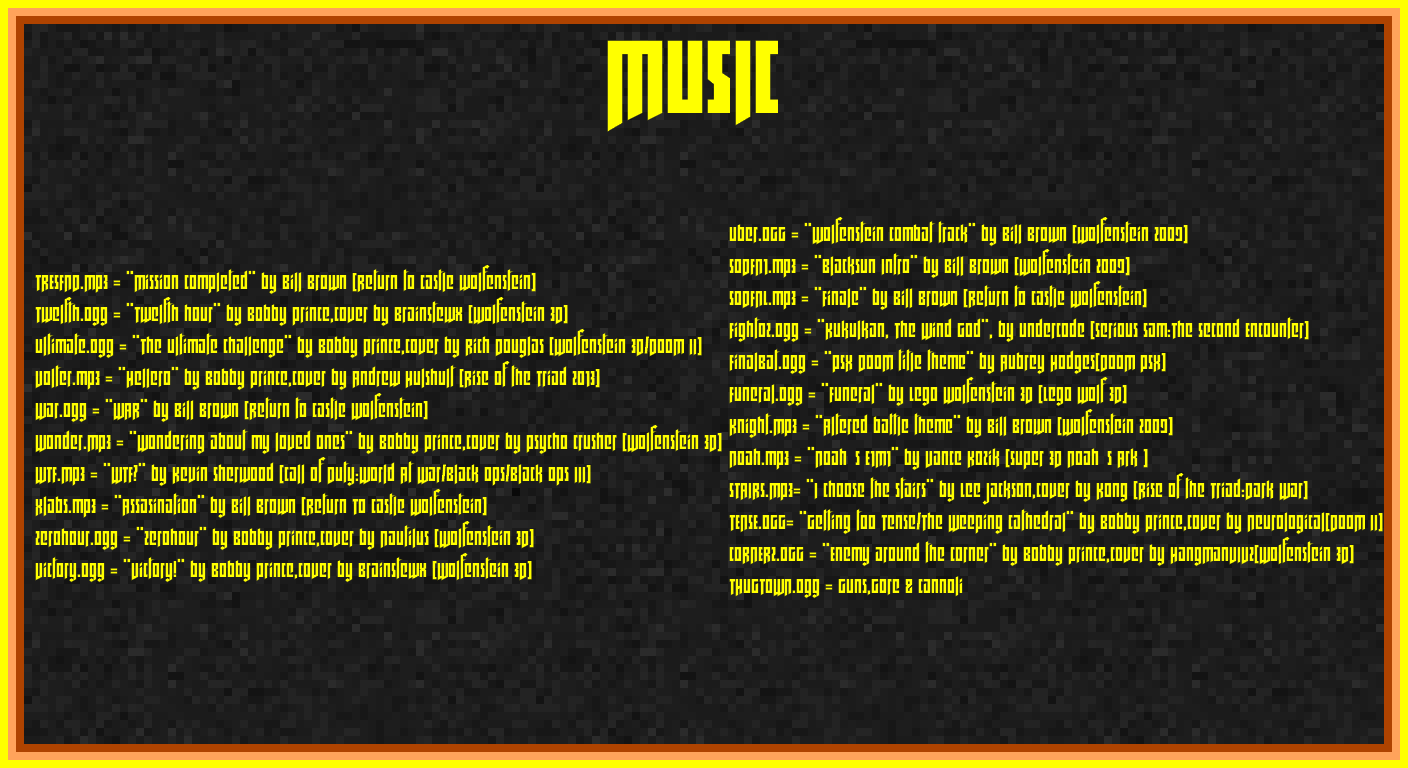 MUSIC
TRESFND.mp3 = "Mission Completed" by Bill Brown [Return to Castle Wolfenstein]
Twelfth.ogg = "Twelfth Hour" by Bobby Prince,cover by Brainstewx [Wolfenstein 3D]
Ultimate.ogg = "The Ultimate Challenge" by Bobby Prince,cover by Rich Douglas [Wolfenstein 3D/Doom II]
Volter.mp3 = "Hellero" by Bobby Prince,cover by Andrew Hulshult [Rise of the Triad 2013]
War.ogg = "WAR" by Bill Brown [Return to Castle Wolfenstein]
Wonder.mp3 = "Wondering about my loved ones" by Bobby Prince,cover by Psycho Crusher [Wolfenstein 3D]
WTF.mp3 = "WTF?" by Kevin Sherwood [Call of Duty:World At War/Black Ops/Black Ops III]
Xlabs.mp3 = "Assasination" by Bill Brown [Return To Castle Wolfenstein]
Zerohour.ogg = "Zerohour" by Bobby Prince,cover by Nautilus [Wolfenstein 3D]
Victory.ogg = "Victory!" by Bobby Prince,cover by Brainstewx [Wolfenstein 3D]
Uber.OGG = "Wolfenstein Combat Track" by Bill Brown [Wolfenstein 2009]
SODFN1.mp3 = "Blacksun Intro" by Bill Brown [Wolfenstein 2009]
SODFNL.mp3 = "Finale" by Bill Brown [Return to Castle Wolfenstein]
Fight02.ogg = "Kukulkan, The Wind God", by Undercode [Serious Sam:The Second Encounter]
FinalBat.ogg = "PSX Doom title theme" by Aubrey Hodges[Doom PSX]
Funeral.ogg = "Funeral" by Lego Wolfenstein 3D [Lego Wolf 3D]
Knight.mp3 = "Altered battle theme" by Bill Brown [Wolfenstein 2009]
Noah.mp3 = "Noah s E1M1" by Vance Kozik [Super 3D Noah s Ark ]
STAIRS.mp3= "I choose the stairs" by Lee Jackson,cover by Kong [Rise of the Triad:Dark War]
TENSE.OGG= "Getting Too Tense/The Weeping Cathedral" by Bobby Prince,cover by Neurological[Doom II]
CORNER2.OGG = "Enemy around the corner" by Bobby Prince,cover by HangmanV1V2[Wolfenstein 3D]
THUGTOWN.ogg = Guns,Gore & Cannoli